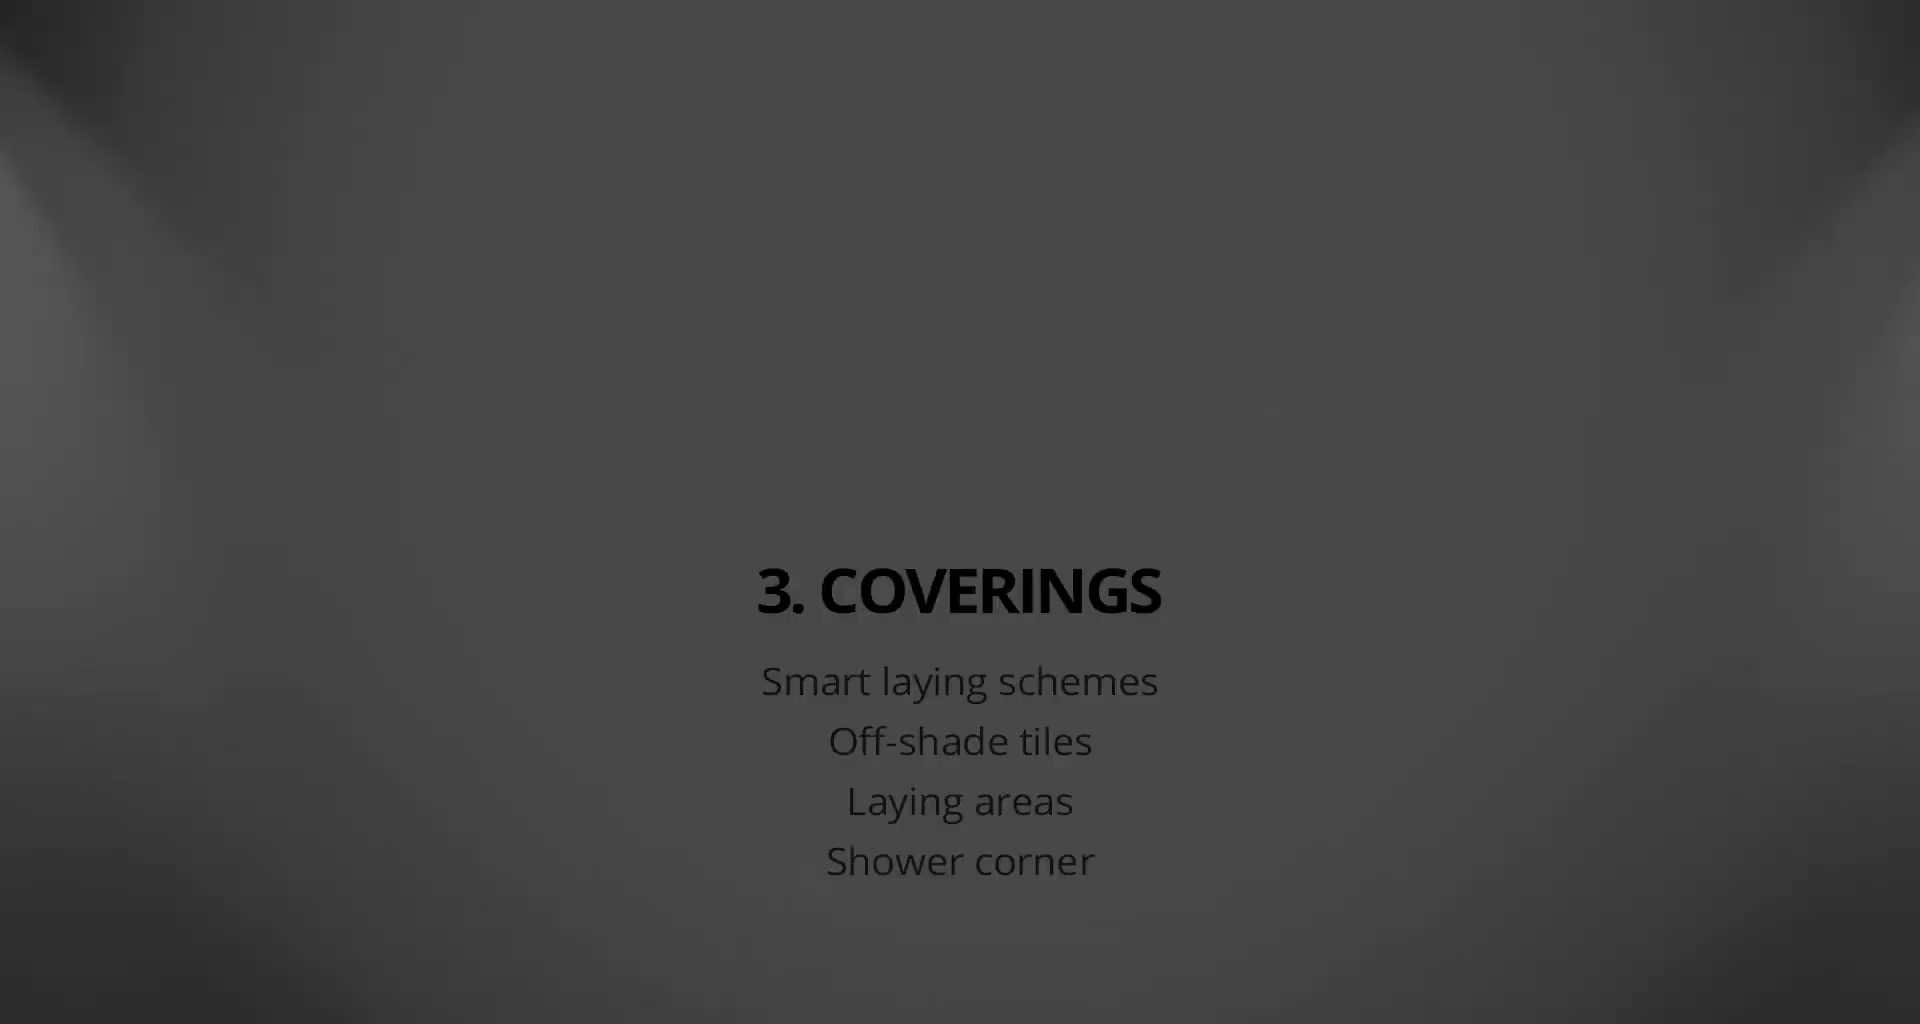 3. COVERINGS
Smart laying schemes
Off-shade tiles
Laying areas
Shower corner